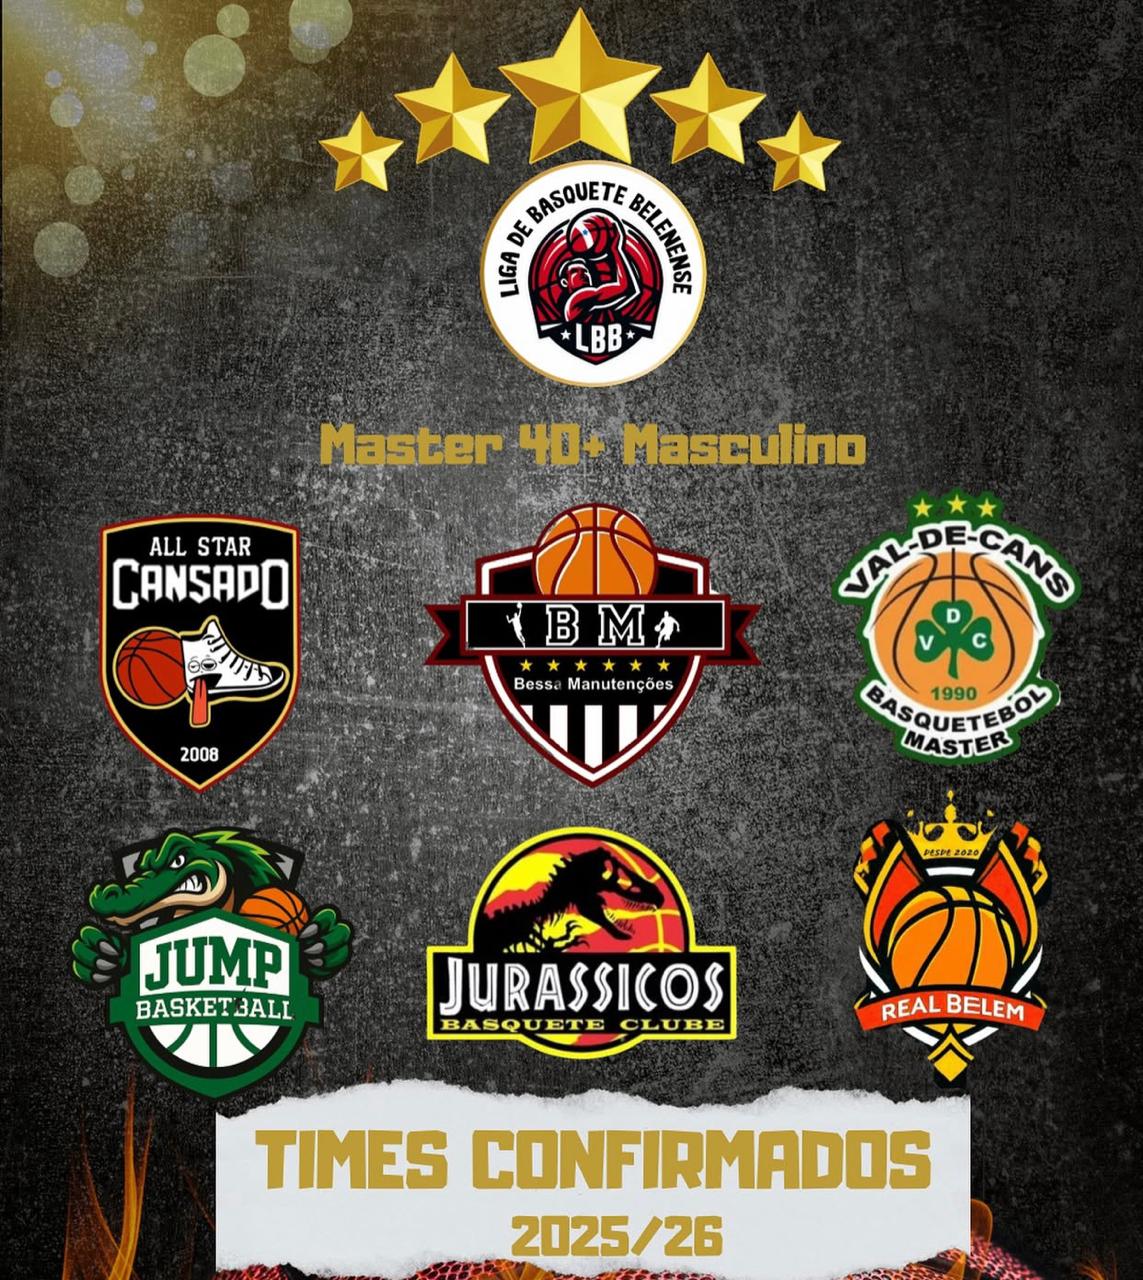 LIGA DE BASQUETE BELENENSE
LBB
Master 40+ Masculino
ALL STAR
CANSADO
2008
B M
Bessa Manutenções
VAL-DE-CANS
D
V C
1990
BASQUETEBOL
MASTER
JUMP
BASKETBALL
JURASSICOS
BASQUETE CLUBE
DESDE 2020
REAL BELEM
TIMES CONFIRMADOS
2025/26